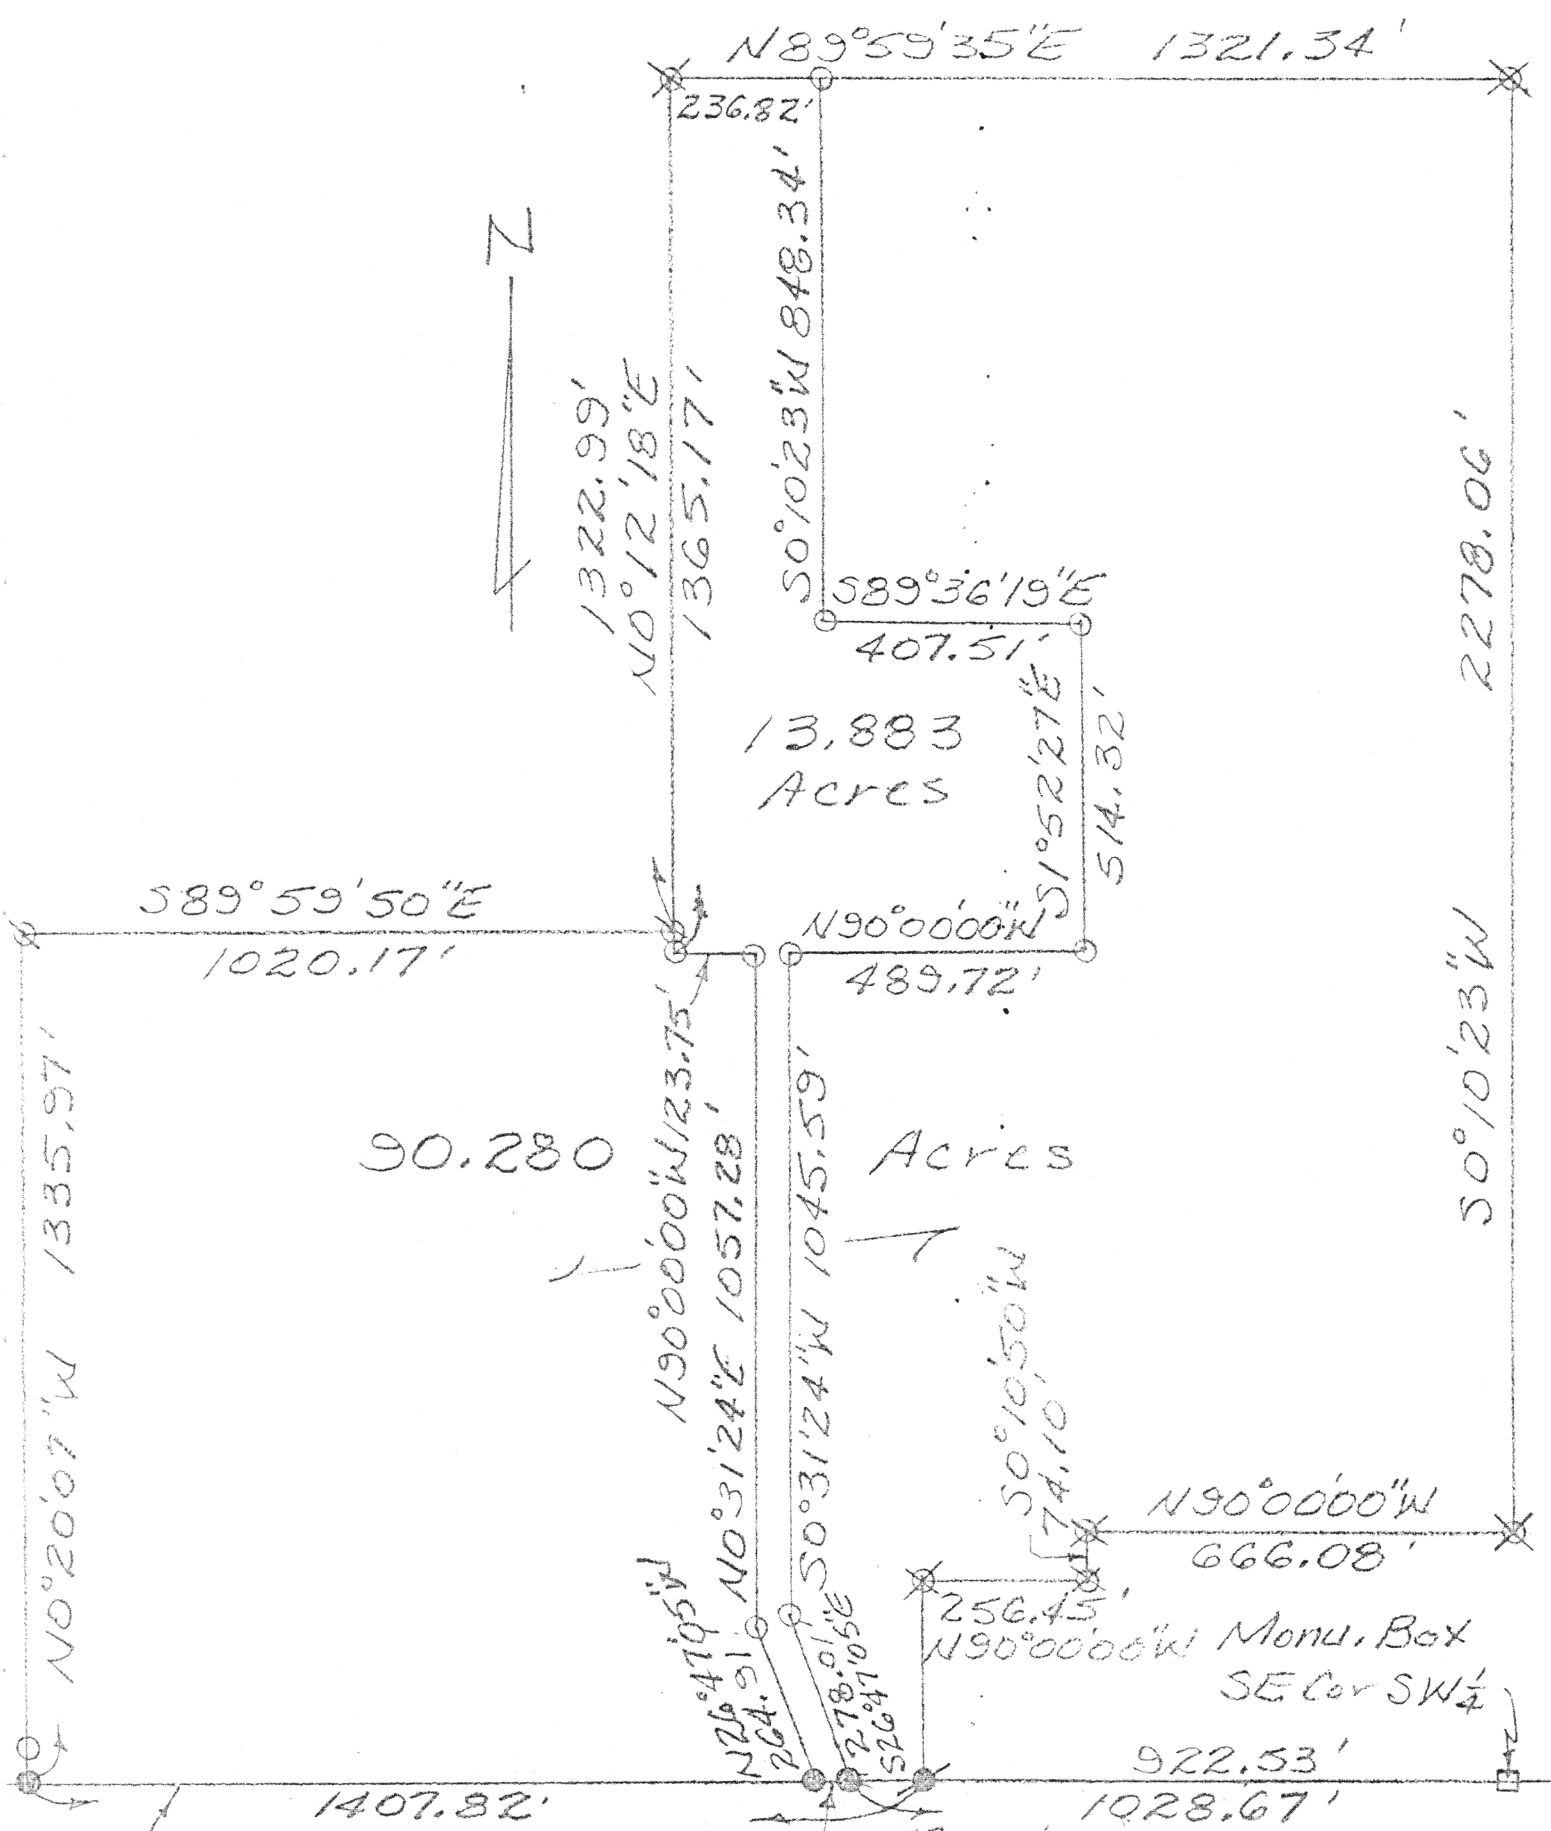 N89°59'35"E 1321.34'
236.82'
S0°10'23"W 848.34'
N
1322.99'
N0°12'18"E
1365.17'
S89°36'19"E
407.51'
2278.06'
S0°10'23"W
13.883
Acres
S1°52'27"E
514.32'
S89°59'50"E
1020.17'
N90°00'00"W
489.72'
N90°00'00"W 123.75'
N0°20'07"W 1335.97'
90.280 Acres
N0°31'24"E 1057.28'
S0°31'24"W 1045.59'
S0°10'50"W
74.10'
N90°00'00"W
666.08'
256.45'
N90°00'00"W
N26°47'05"W
264.91'
278.01'
S26°47'05"E
Monu. Box
SE Cor SW¼
922.53'
1407.82'
1028.67'